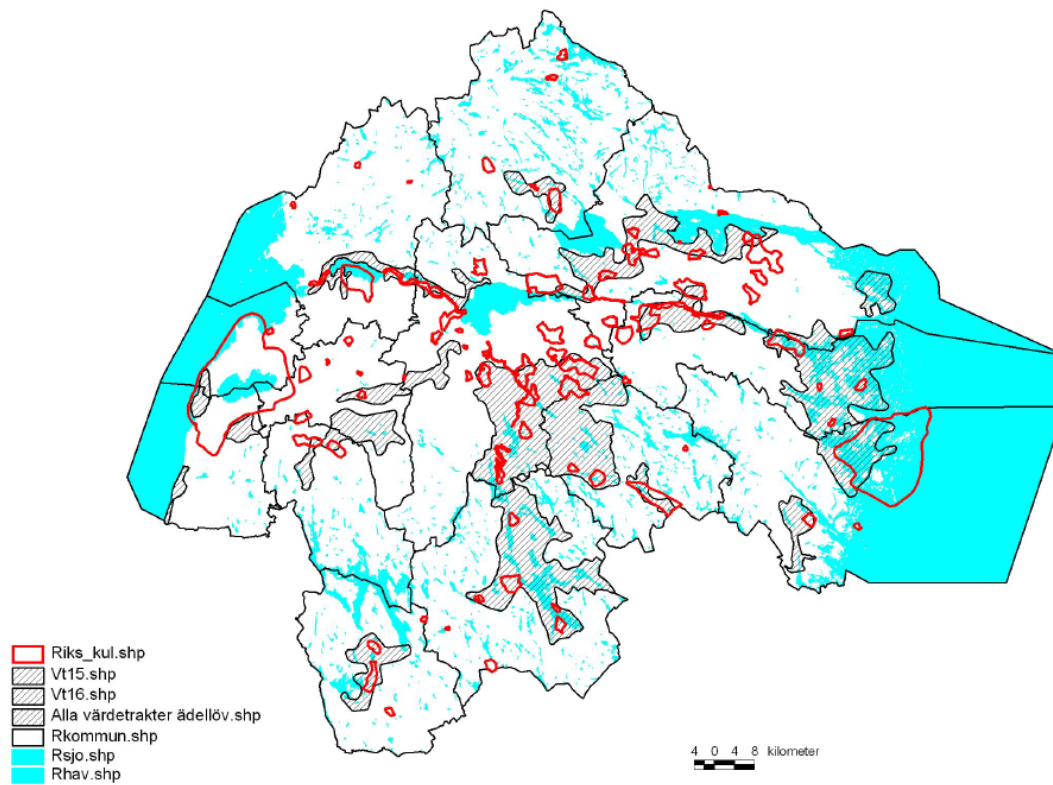 Riks_kul.shp
Vt15.shp
Vt16.shp
Alla värdetrakter ädellöv.shp
Rkommun.shp
Rsjo.shp
Rhav.shp
4 0 4 8 kilometer